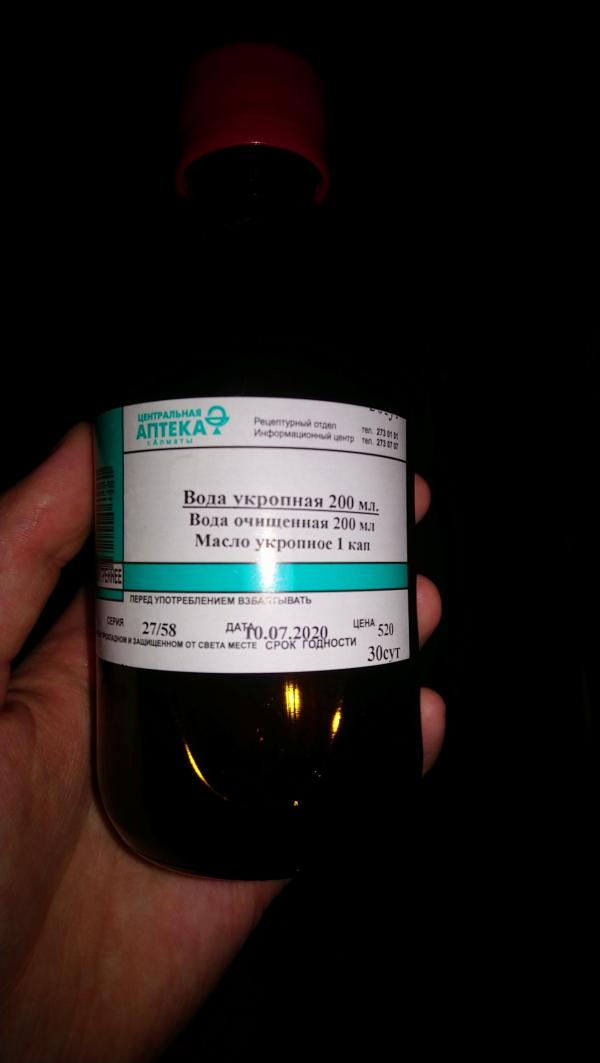 ЦЕНТРАЛЬНАЯ
АПТЕКА
г.Алматы
Рецептурный отдел тел. 273 01 01
Информационный центр тел. 273 07 07
Вода укропная 200 мл.
Вода очищенная 200 мл
Масло укропное 1 кап
ПЕРЕД УПОТРЕБЛЕНИЕМ ВЗБАЛТЫВАТЬ
СЕРИЯ 27/58 ДАТА 10.07.2020 ЦЕНА 520
ПРОХЛАДНОМ И ЗАЩИЩЕННОМ ОТ СВЕТА МЕСТЕ СРОК ГОДНОСТИ 30сут